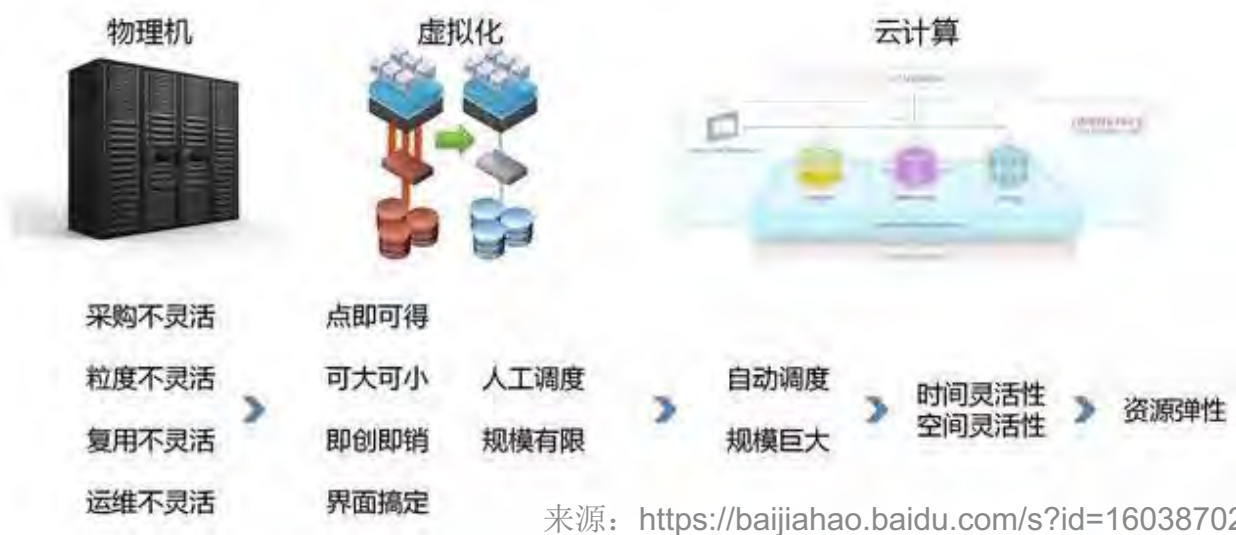 物理机
虚拟化
云计算
采购不灵活
粒度不灵活
复用不灵活
运维不灵活
点即可得
可大可小
即创即销
界面搞定
人工调度
规模有限
自动调度
规模巨大
时间灵活性
空间灵活性
资源弹性
来源：https://baijiahao.baidu.com/s?id=16038702